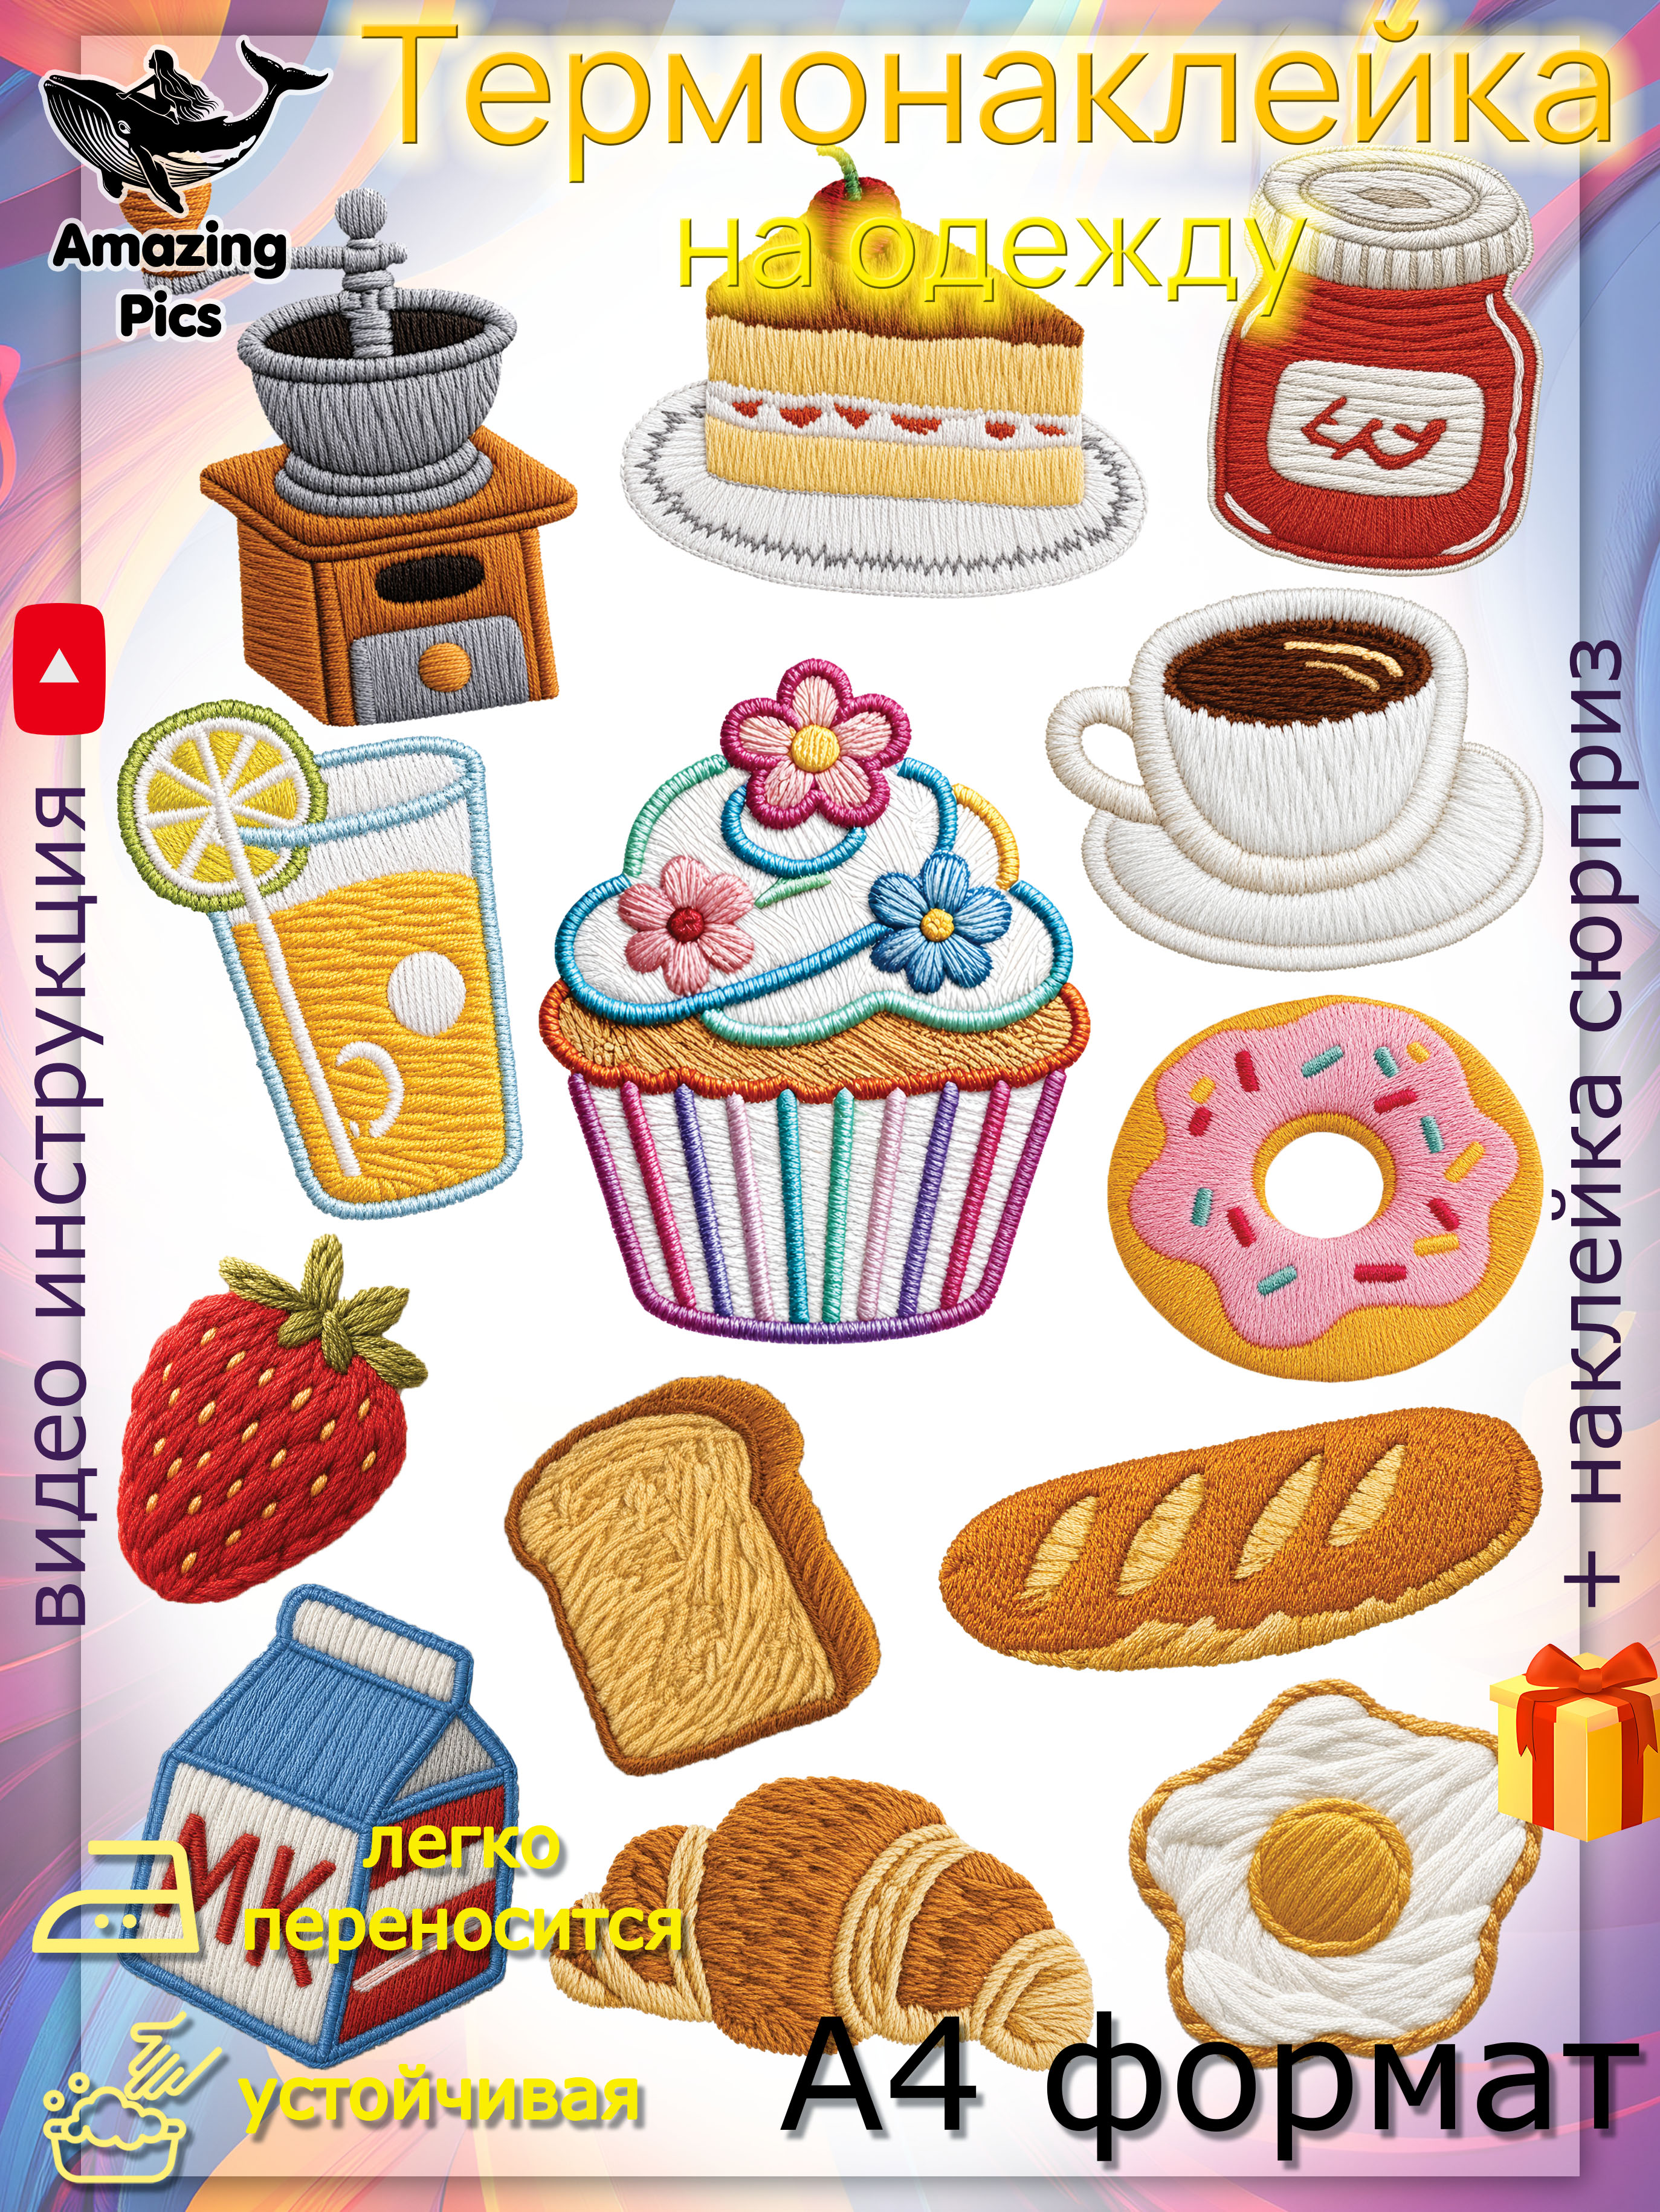 Термонаклейка
на одежду
Amazing
Pics
видео инструкция
+ наклейка сюрприз
МК
легко
переносится
устойчивая
А4 формат